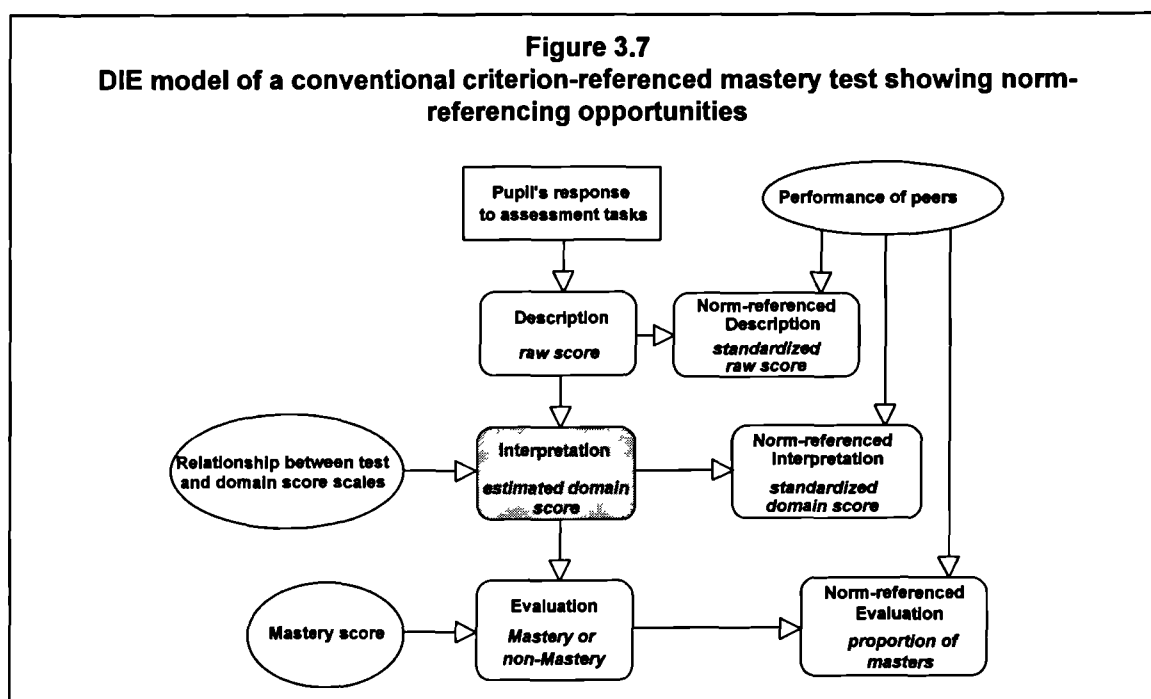 Figure 3.7
DIE model of a conventional criterion-referenced mastery test showing norm-
referencing opportunities
Pupil's response
to assessment tasks
Performance of peers
Description
raw score
Norm-referenced
Description
standardized
raw score
Relationship between test
and domain score scales
Interpretation
estimated domain
score
Norm-referenced
Interpretation
standardized
domain score
Mastery score
Evaluation
Mastery or
non-Mastery
Norm-referenced
Evaluation
proportion of
masters